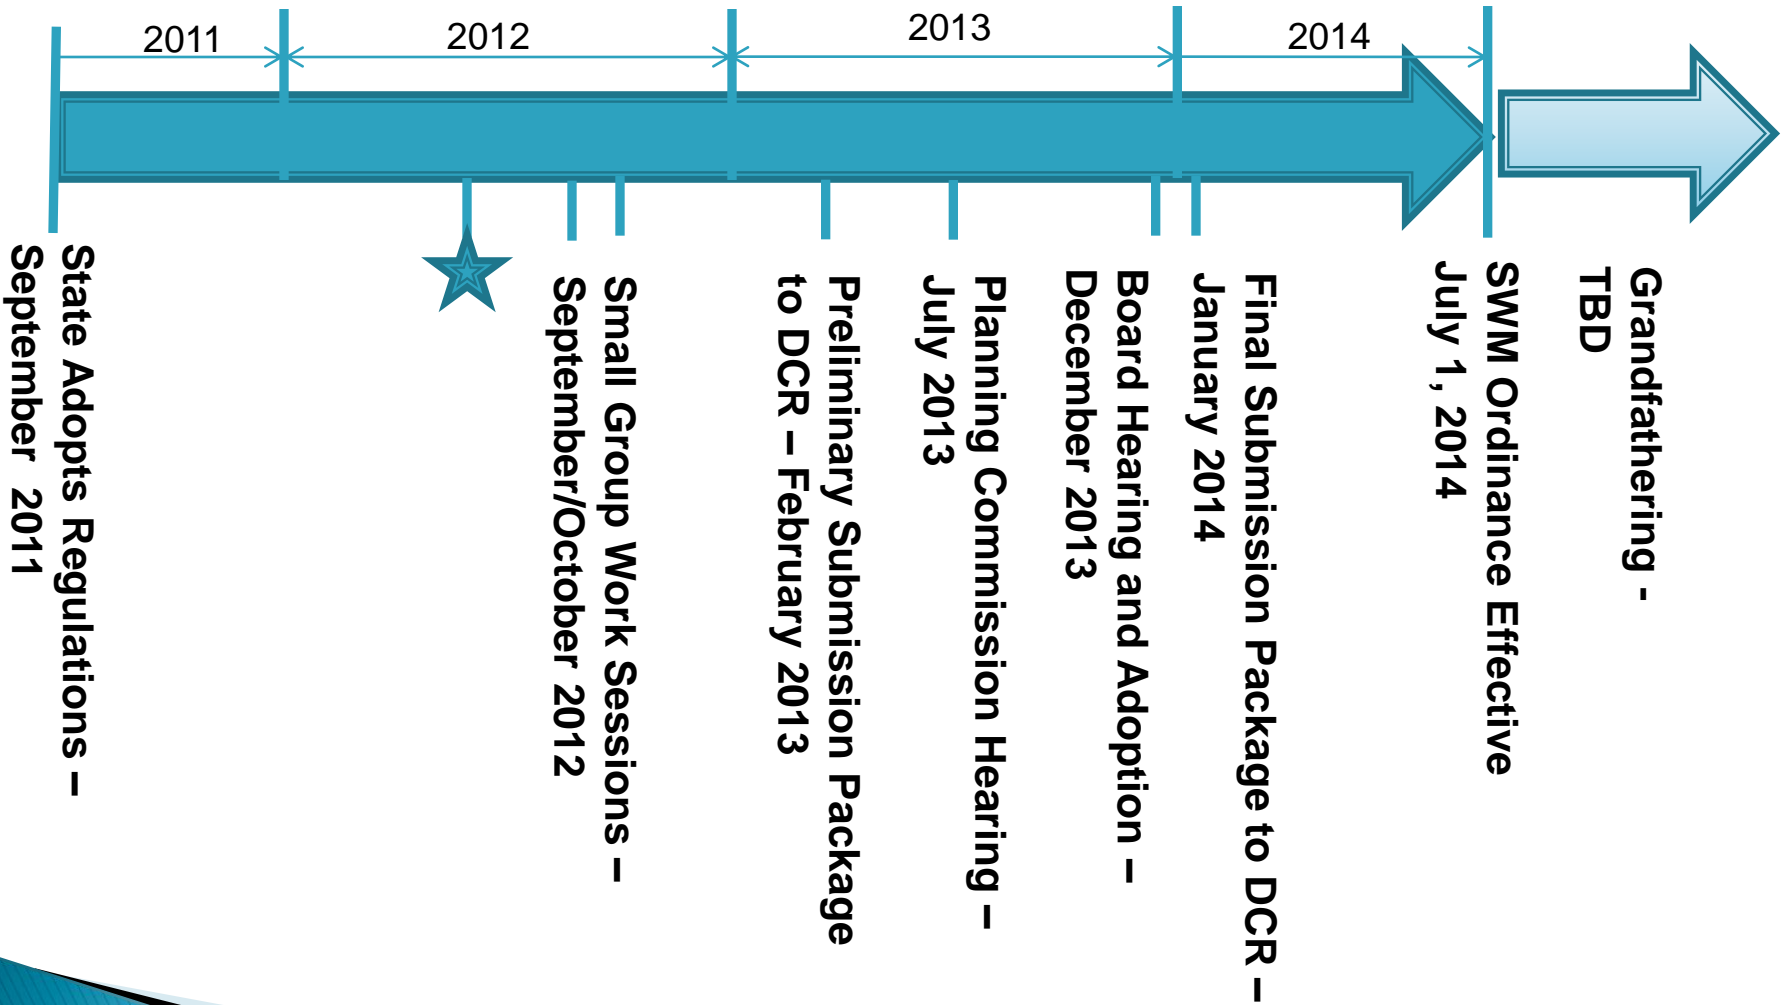 2011
2012
2013
2014
State Adopts Regulations –
September 2011
Small Group Work Sessions –
September/October 2012
Preliminary Submission Package
to DCR – February 2013
Planning Commission Hearing –
July 2013
Board Hearing and Adoption –
December 2013
Final Submission Package to DCR –
January 2014
SWM Ordinance Effective
July 1, 2014
Grandfathering -
TBD